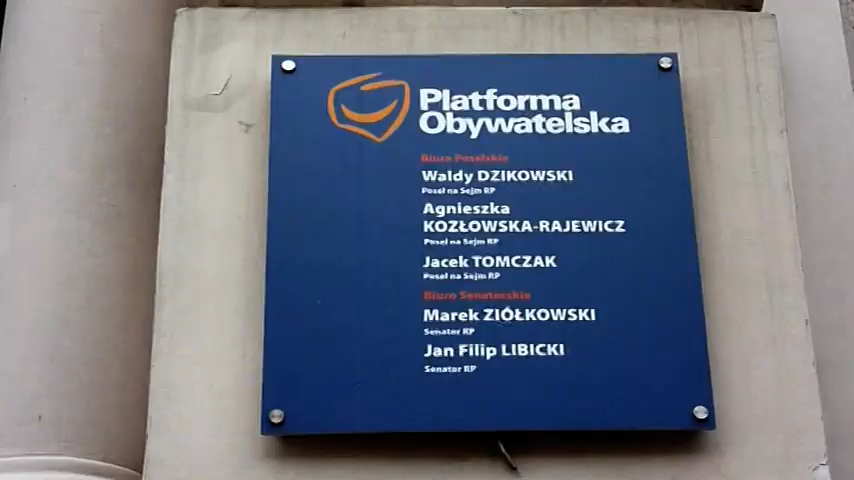 Platforma
Obywatelska
Biura Poselskie
Waldy DZIKOWSKI
Poseł na Sejm RP
Agnieszka
KOZŁOWSKA-RAJEWICZ
Poseł na Sejm RP
Jacek TOMCZAK
Poseł na Sejm RP
Biura Senatorskie
Marek ZIÓŁKOWSKI
Senator RP
Jan Filip LIBICKI
Senator RP